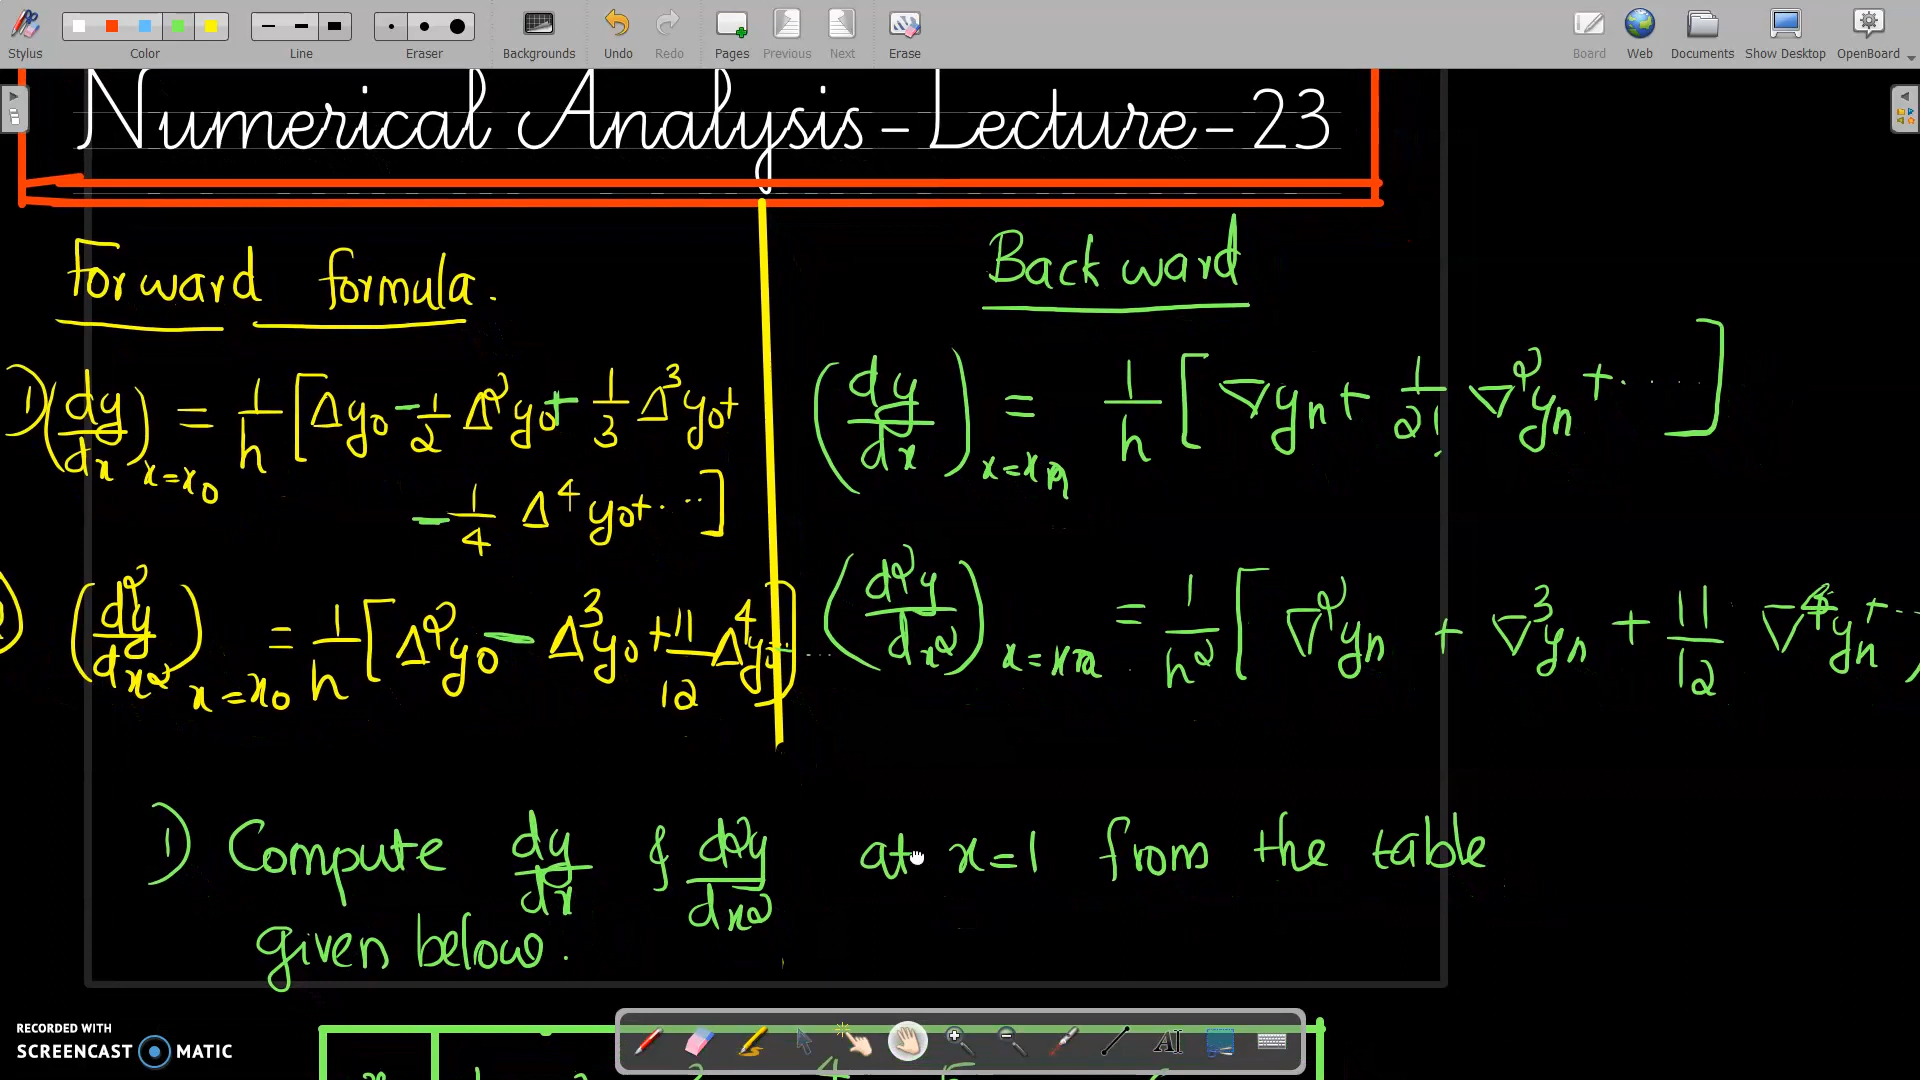 Stylus Color Line Eraser Backgrounds Undo Redo Pages Previous Next Erase Board Web Documents Show Desktop OpenBoard
Numerical Analysis - Lecture - 23
Forward formula.
1) (dy/dx)x=x0 = 1/h [Δy0 - 1/2 Δ²y0 + 1/3 Δ³y0 +
- 1/4 Δ⁴y0 + ...]
(d²y/dx²)x=x0 = 1/h [Δ²y0 - Δ³y0 + 11/12 Δ⁴y0 ...]
Backward
(dy/dx)x=xn = 1/h [∇yn + 1/2! ∇²yn + ....]
(d²y/dx²)x=xn = 1/h² [∇²yn + ∇³yn + 11/12 ∇⁴yn + ...
1) Compute dy/dx & d²y/dx² at x=1 from the table
given below.
RECORDED WITH
SCREENCAST MATIC